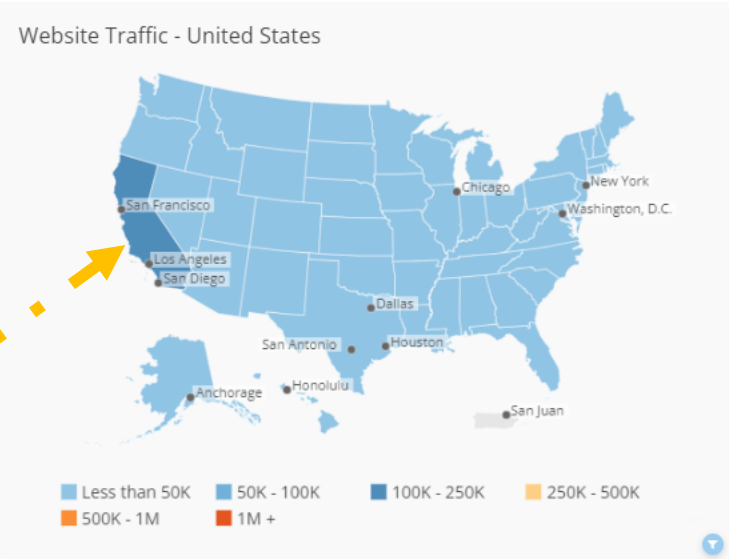 Website Traffic - United States
Chicago
New York
San Francisco
Washington, D.C.
Los Angeles
San Diego
Dallas
San Antonio
Houston
Anchorage
Honolulu
San Juan
Less than 50K 50K - 100K 100K - 250K 250K - 500K
500K - 1M 1M +